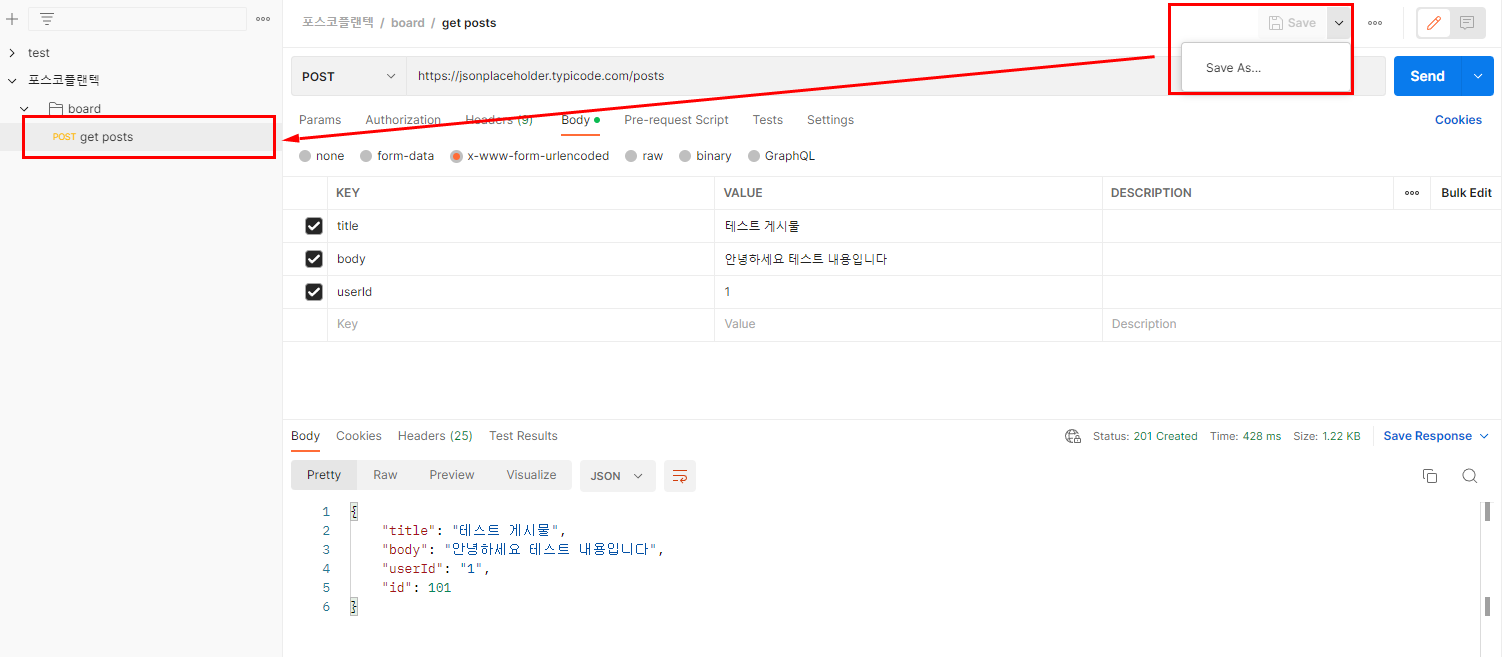 포스코플랜텍 / board / get posts
Save
Save As...
test
포스코플랜텍
board
POST get posts
POST https://jsonplaceholder.typicode.com/posts
Send
Params Authorization Headers (9) Body Pre-request Script Tests Settings Cookies
none form-data x-www-form-urlencoded raw binary GraphQL
KEY VALUE DESCRIPTION Bulk Edit
title 테스트 게시물
body 안녕하세요 테스트 내용입니다
userId 1
Key Value Description
Body Cookies Headers (25) Test Results Status: 201 Created Time: 428 ms Size: 1.22 KB Save Response
Pretty Raw Preview Visualize JSON
1 {
2 "title": "테스트 게시물",
3 "body": "안녕하세요 테스트 내용입니다",
4 "userId": "1",
5 "id": 101
6 }